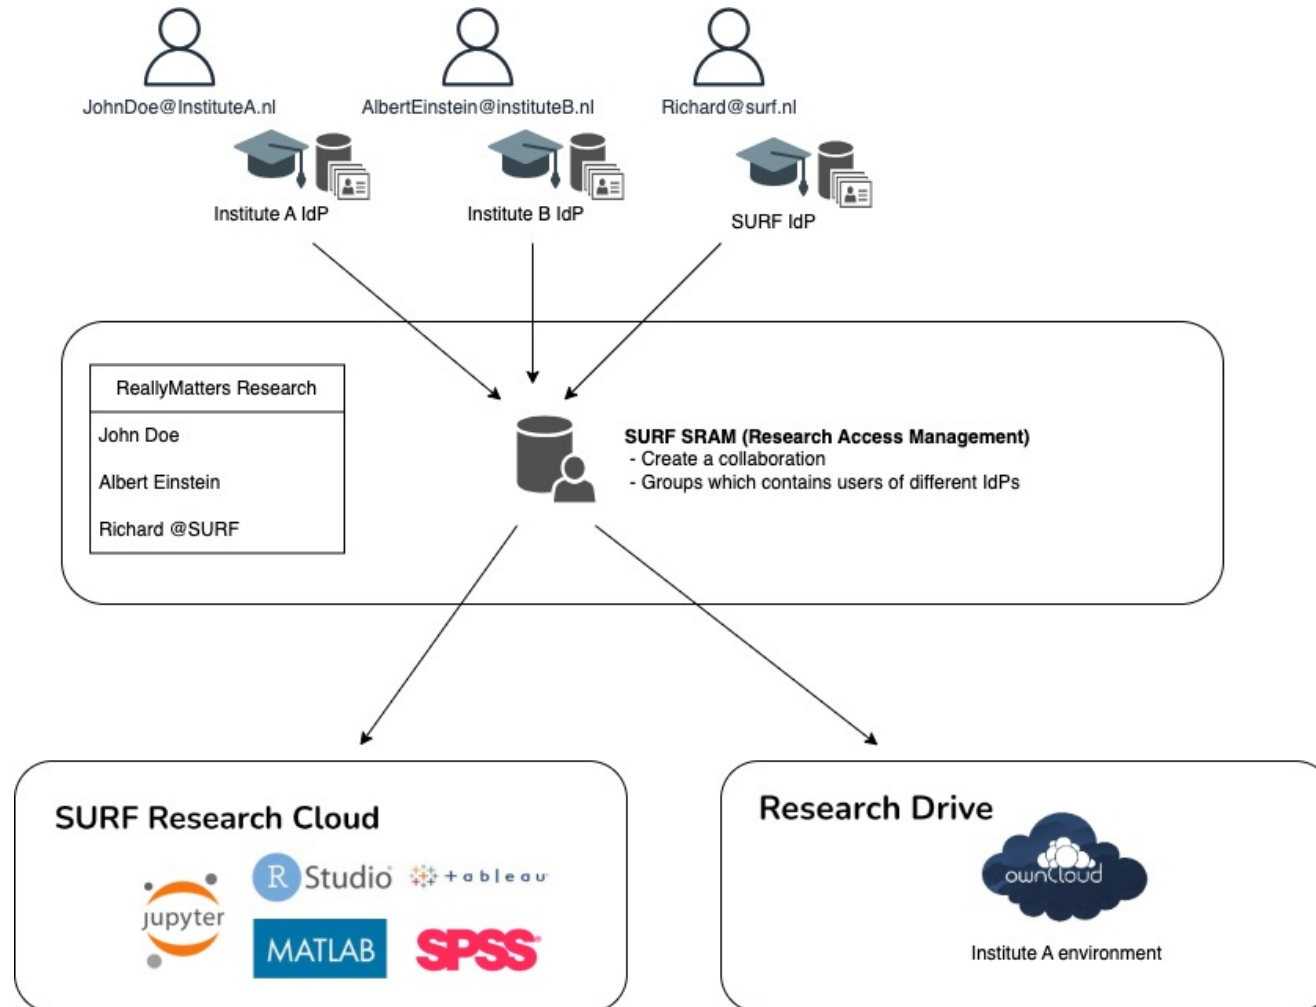 JohnDoe@InstituteA.nl
AlbertEinstein@instituteB.nl
Richard@surf.nl
Institute A IdP
Institute B IdP
SURF IdP
ReallyMatters Research
John Doe
Albert Einstein
Richard @SURF
SURF SRAM (Research Access Management)
- Create a collaboration
- Groups which contains users of different IdPs
SURF Research Cloud
jupyter
R Studio
+ a b l e a u
MATLAB
SPSS
Research Drive
ownCloud
Institute A environment